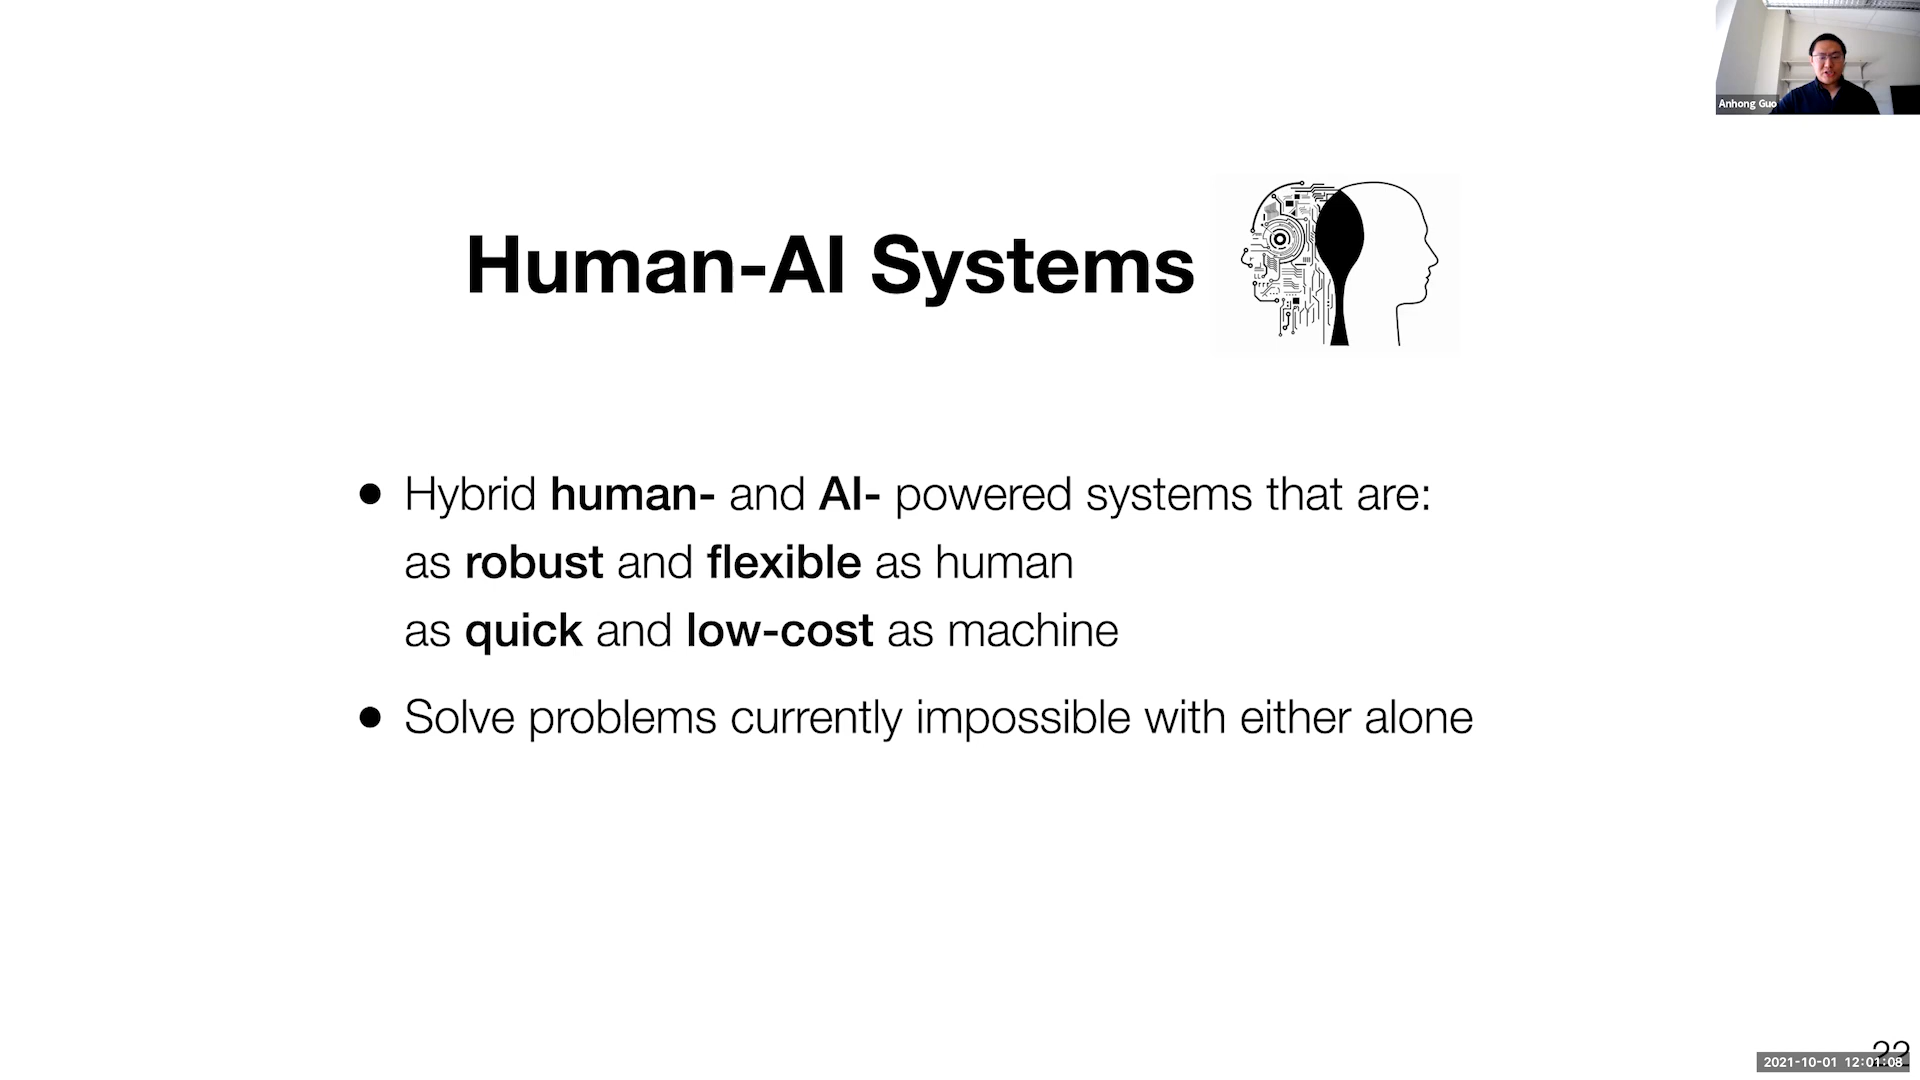 Anhong Guo
Human-AI Systems
● Hybrid human- and AI- powered systems that are:
as robust and flexible as human
as quick and low-cost as machine
● Solve problems currently impossible with either alone
22
2021-10-01 12:01:08